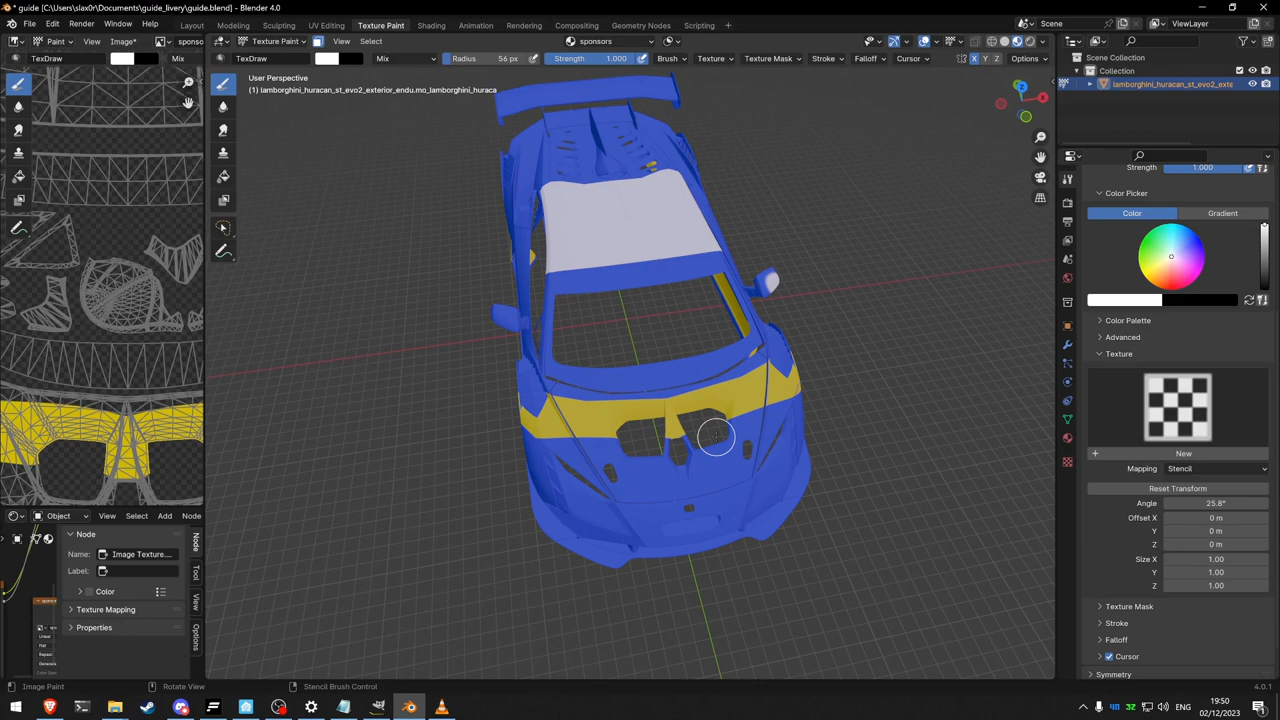 * guide [C:\Users\slax0r\Documents\guide_livery\guide.blend] - Blender 4.0
File Edit Render Window Help Layout Modeling Sculpting UV Editing Texture Paint Shading Animation Rendering Compositing Geometry Nodes Scripting + Scene ViewLayer
Paint View Image* sponso Texture Paint View Select sponsors
TexDraw Mix TexDraw Mix Radius 56 px Strength 1.000 Brush Texture Texture Mask Stroke Falloff Cursor X Y Z Options
Scene Collection
Collection
lamborghini_huracan_st_evo2_exte
User Perspective
(1) lamborghini_huracan_st_evo2_exterior_endu.mo_lamborghini_huraca
X
Z
Strength 1.000
Color Picker
Color Gradient
Color Palette
Advanced
Texture
+ New
Mapping Stencil
Reset Transform
Angle 25.8°
Offset X 0 m
Y 0 m
Z 0 m
Size X 1.00
Y 1.00
Z 1.00
Texture Mask
Stroke
Falloff
Cursor
Symmetry
Object View Select Add Node
Node
Name: Image Texture....
Label:
Color
Texture Mapping
Properties
Node
Tool
View
Options
Linear
Flat
Repeat
Image Paint Rotate View Stencil Brush Control 4.0.1
40 3Z ENG 19:50
02/12/2023